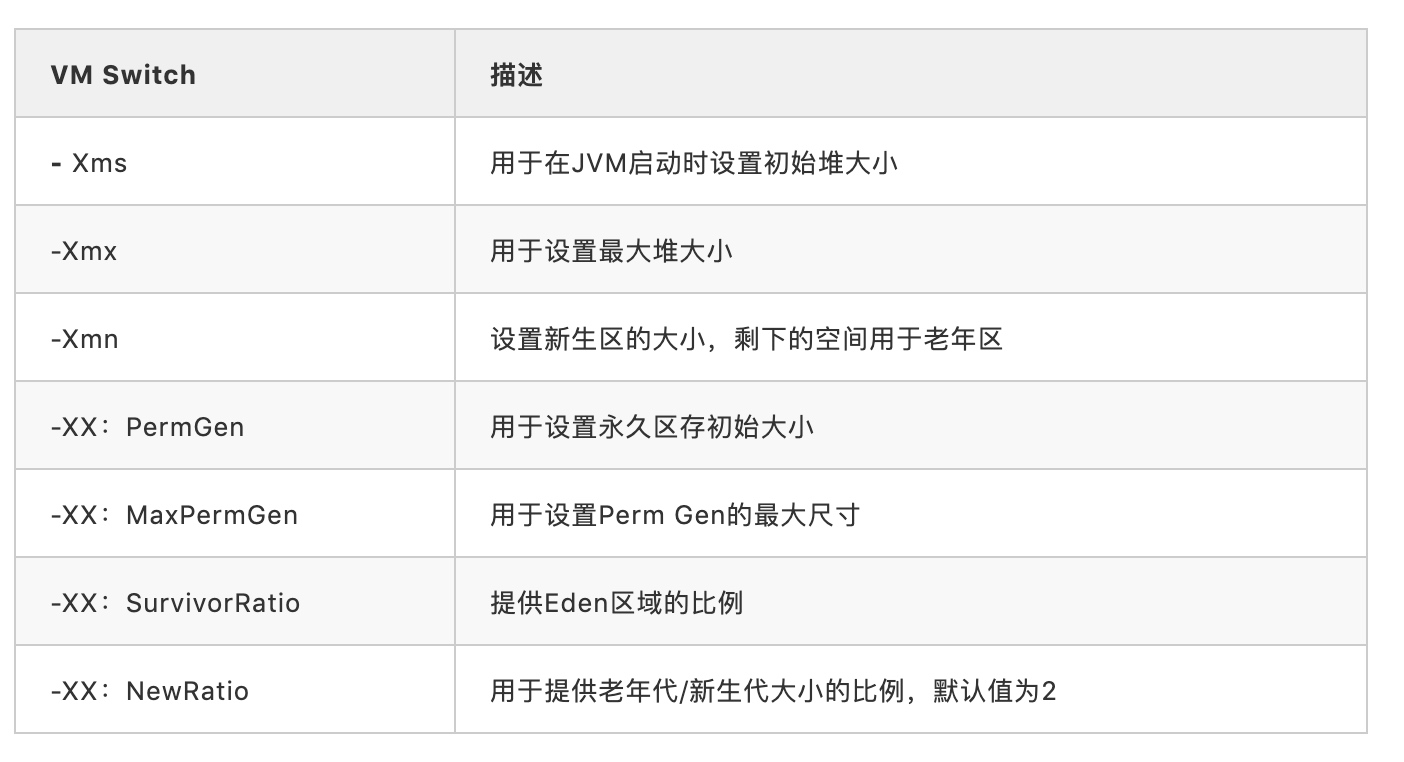 VM Switch 描述
- Xms 用于在JVM启动时设置初始堆大小
-Xmx 用于设置最大堆大小
-Xmn 设置新生区的大小，剩下的空间用于老年区
-XX：PermGen 用于设置永久区存初始大小
-XX：MaxPermGen 用于设置Perm Gen的最大尺寸
-XX：SurvivorRatio 提供Eden区域的比例
-XX：NewRatio 用于提供老年代/新生代大小的比例，默认值为2